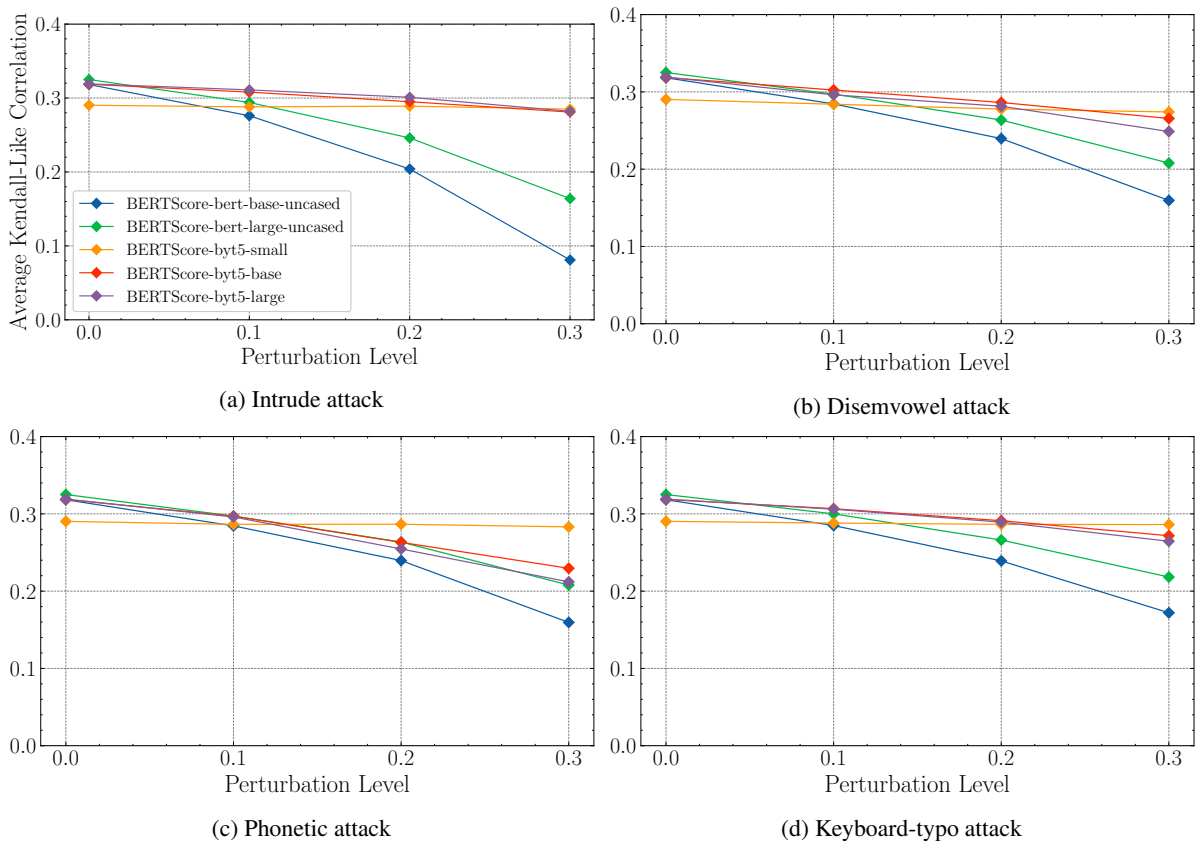 0.4
0.3
0.2
0.1
0.0
Average Kendall-Like Correlation
BERTScore-bert-base-uncased
BERTScore-bert-large-uncased
BERTScore-byt5-small
BERTScore-byt5-base
BERTScore-byt5-large
0.0 0.1 0.2 0.3
Perturbation Level
(a) Intrude attack
0.4
0.3
0.2
0.1
0.0
0.0 0.1 0.2 0.3
Perturbation Level
(b) Disemvowel attack
0.4
0.3
0.2
0.1
0.0
0.0 0.1 0.2 0.3
Perturbation Level
(c) Phonetic attack
0.4
0.3
0.2
0.1
0.0
0.0 0.1 0.2 0.3
Perturbation Level
(d) Keyboard-typo attack